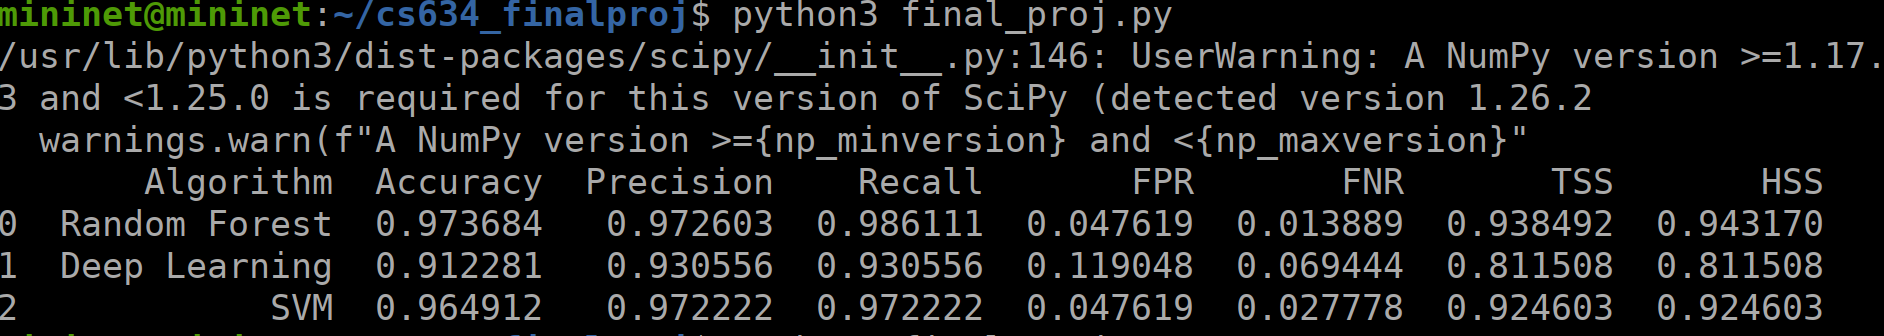 mininet@mininet:~/cs634_finalproj$ python3 final_proj.py
/usr/lib/python3/dist-packages/scipy/__init__.py:146: UserWarning: A NumPy version >=1.17.
3 and <1.25.0 is required for this version of SciPy (detected version 1.26.2
  warnings.warn(f"A NumPy version >={np_minversion} and <{np_maxversion}"
       Algorithm  Accuracy  Precision    Recall       FPR       FNR       TSS       HSS
0  Random Forest  0.973684   0.972603  0.986111  0.047619  0.013889  0.938492  0.943170
1  Deep Learning  0.912281   0.930556  0.930556  0.119048  0.069444  0.811508  0.811508
2            SVM  0.964912   0.972222  0.972222  0.047619  0.027778  0.924603  0.924603